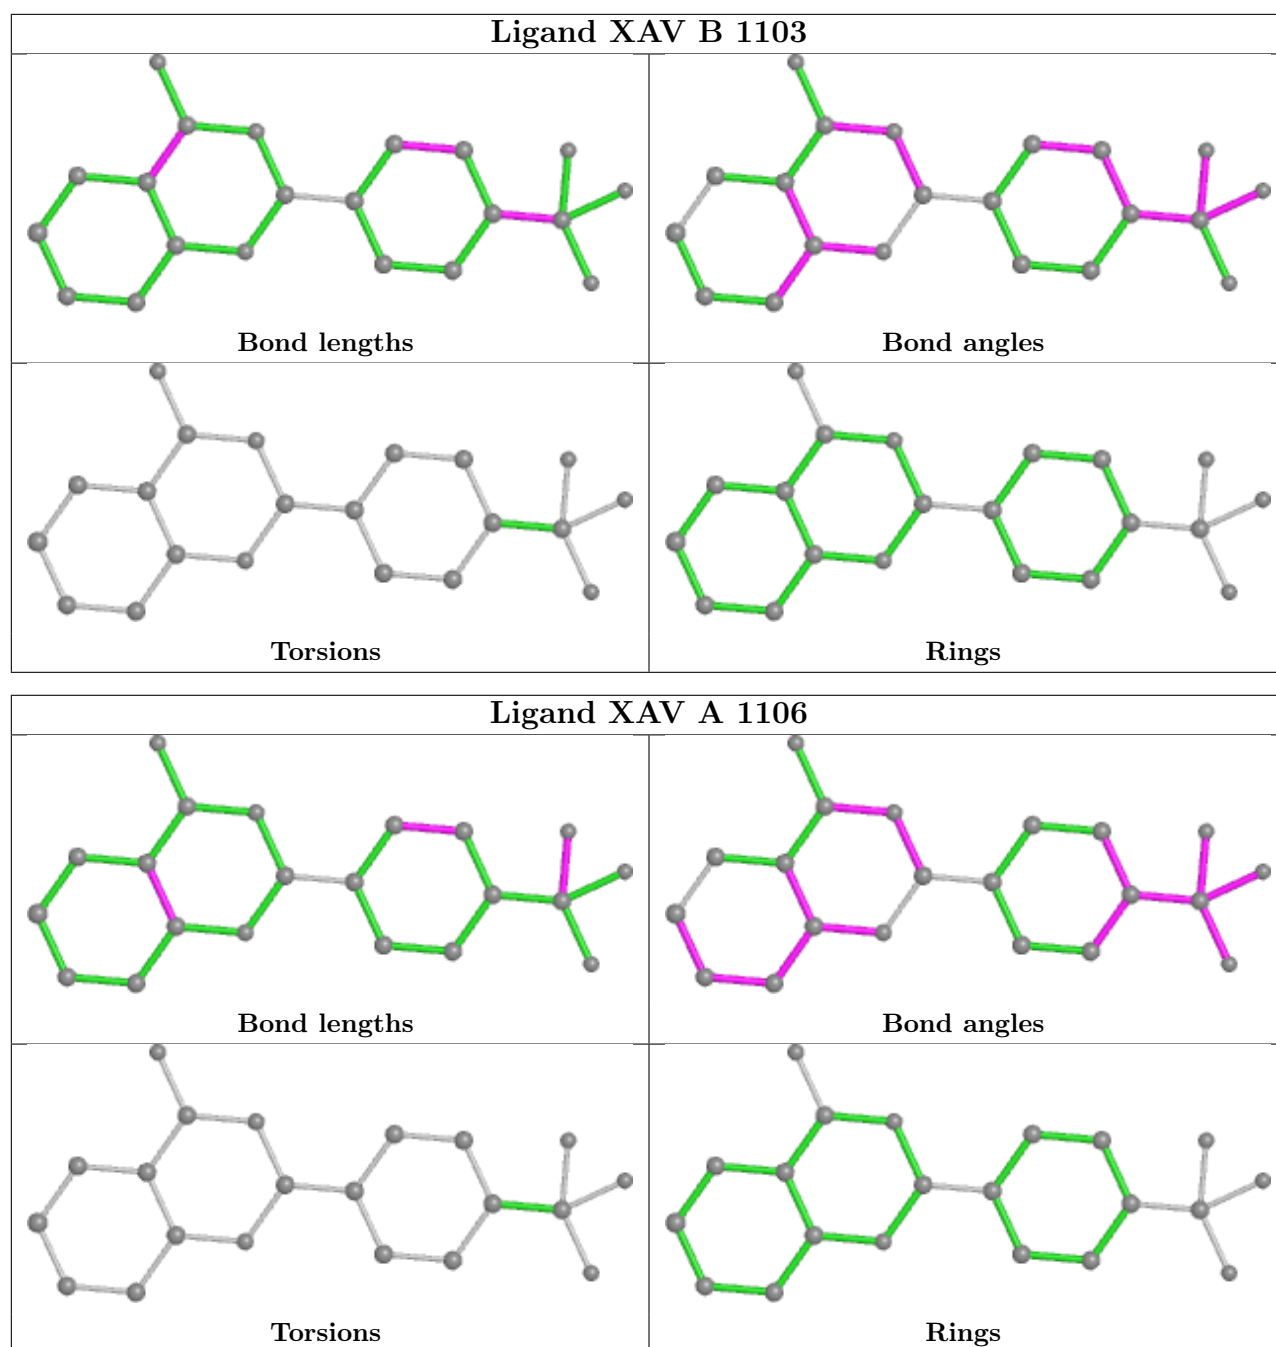 Ligand XAV B 1103
Bond lengths
Bond angles
Torsions
Rings
Ligand XAV A 1106
Bond lengths
Bond angles
Torsions
Rings